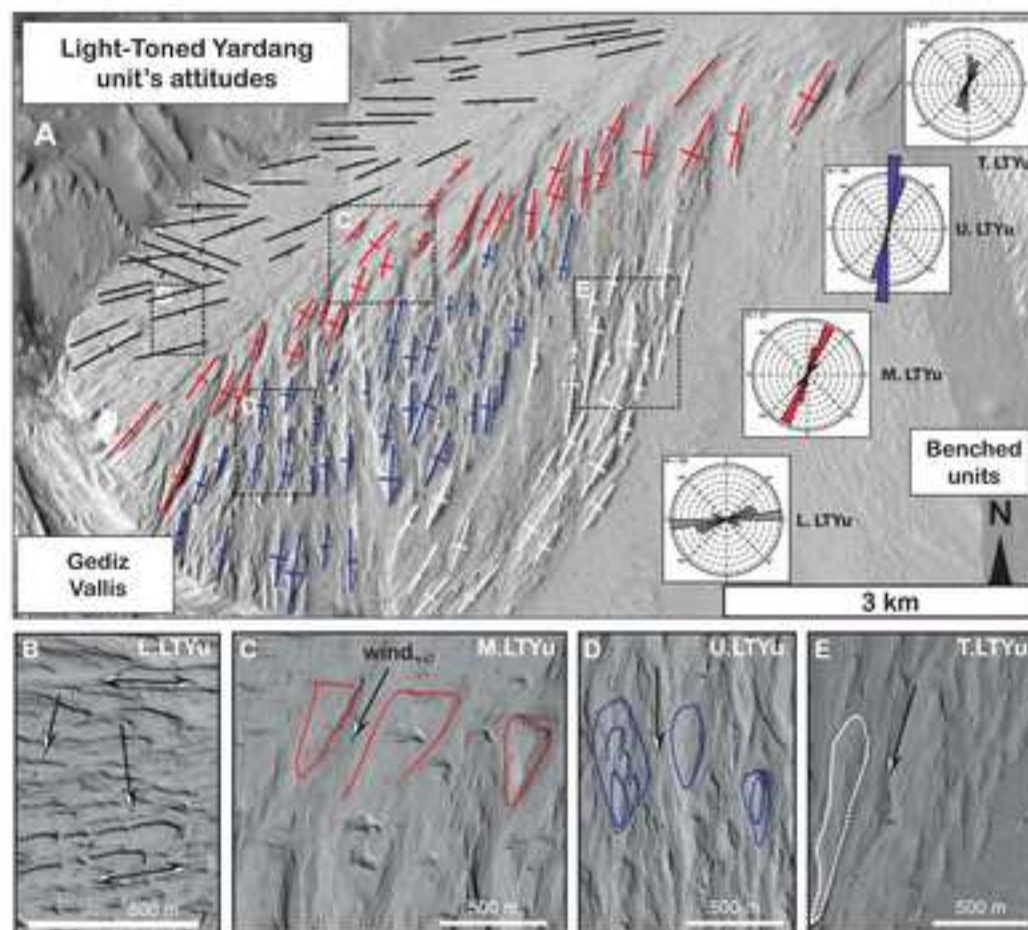 Light-Toned Yardang
unit's attitudes
A
T. LTYu
U. LTYu
C
E
M. LTYu
D
Benched
units
L. LTYu
N
Gediz
Vallis
3 km
B
L.LTYu
500 m
C
wind
M.LTYu
500 m
D
U.LTYu
500 m
E
T.LTYu
500 m